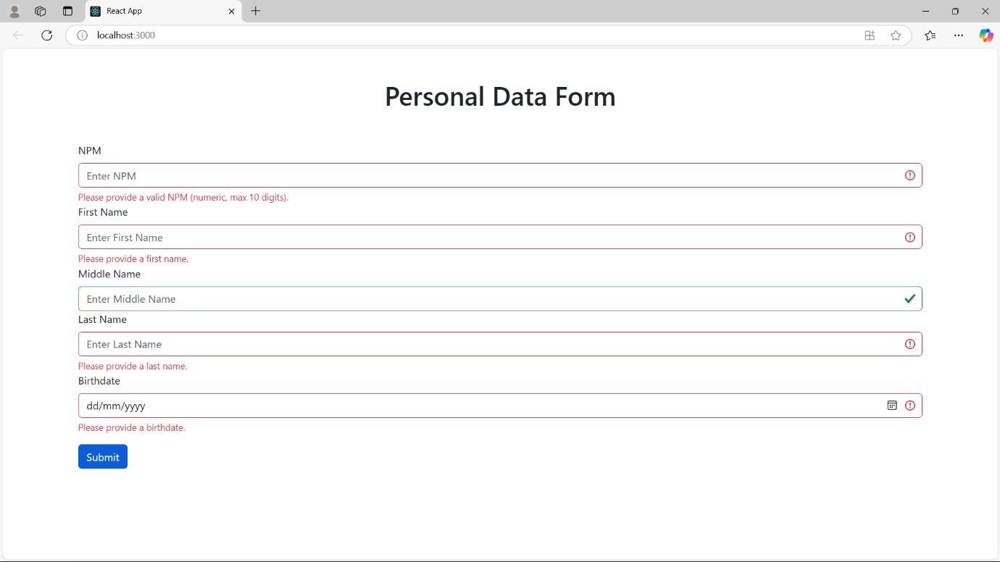 React App
localhost:3000
Personal Data Form
NPM
Enter NPM
Please provide a valid NPM (numeric, max 10 digits).
First Name
Enter First Name
Please provide a first name.
Middle Name
Enter Middle Name
Last Name
Enter Last Name
Please provide a last name.
Birthdate
dd/mm/yyyy
Please provide a birthdate.
Submit